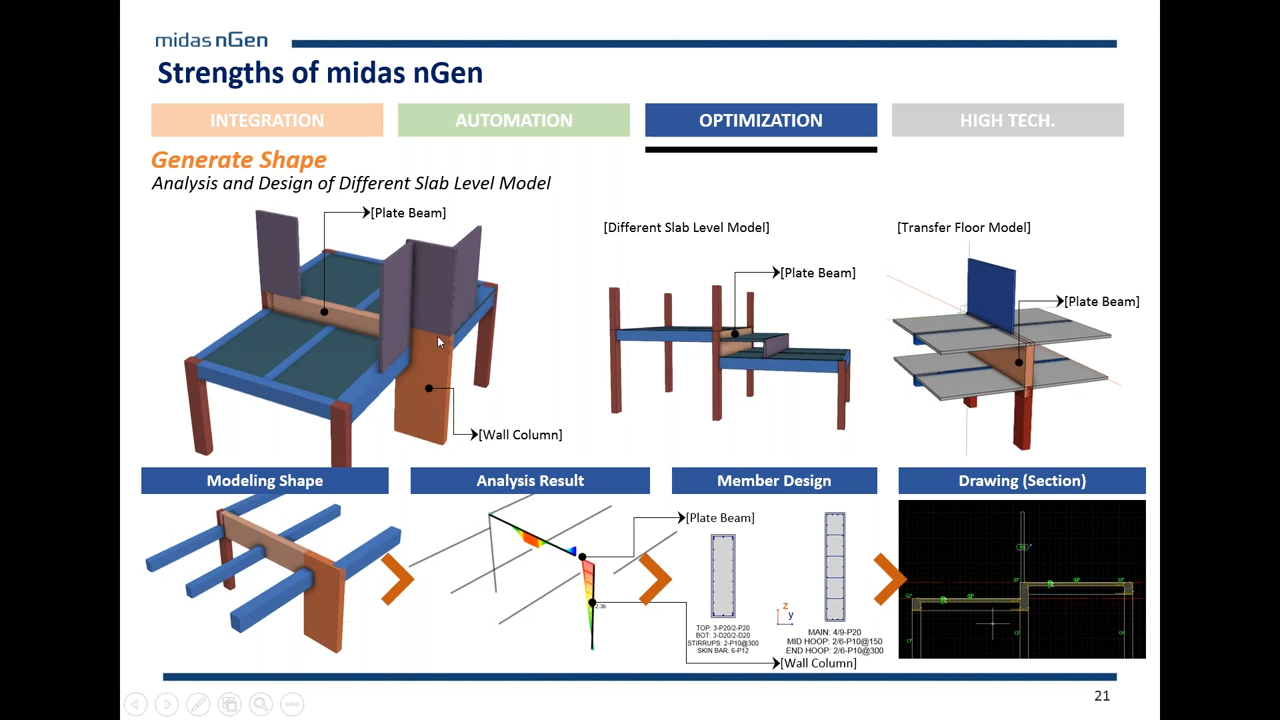 midas nGen
Strengths of midas nGen
INTEGRATION
AUTOMATION
OPTIMIZATION
HIGH TECH.
Generate Shape
Analysis and Design of Different Slab Level Model
[Plate Beam]
[Wall Column]
[Different Slab Level Model]
[Plate Beam]
[Transfer Floor Model]
[Plate Beam]
Modeling Shape
Analysis Result
Member Design
Drawing (Section)
[Plate Beam]
2.36
TOP: 3-P20/2-P20
BOT: 3-D20/2-D20
STIRRUPS: 2-P10@300
SKIN BAR: 6-P12
z
y
MAIN: 4/9-P20
MID HOOP: 2/6-P10@150
END HOOP: 2/6-P10@300
[Wall Column]
21